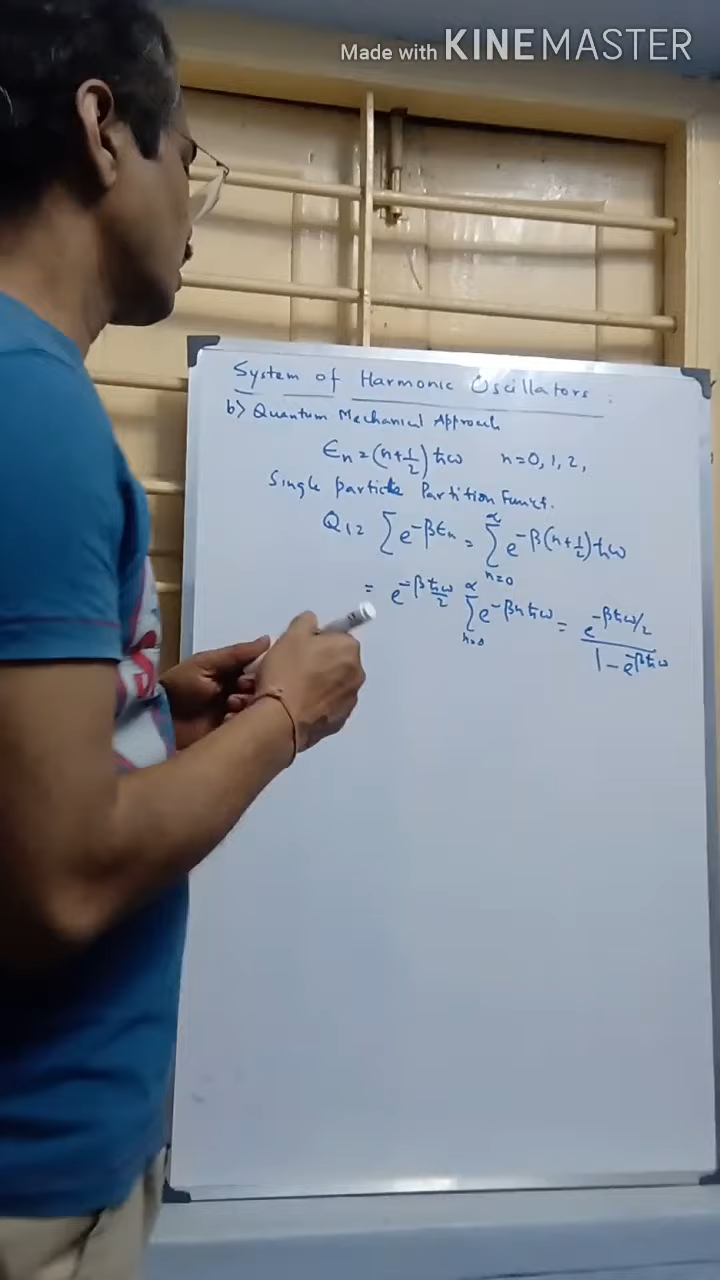 Made with KINEMASTER
System of Harmonic Oscillators :
b) Quantum Mechanical Approach
ϵn = (n+1/2) ħω n=0, 1, 2,
Single particle Partition Funct.
Q1 = ∑ e^-βϵn = ∑_{n=0}^{∝} e^-β(n+1/2)ħω
= e^-βħω/2 ∑_{n=0}^{∝} e^-βnħω = e^-βħω/2 / 1 - e^-βħω